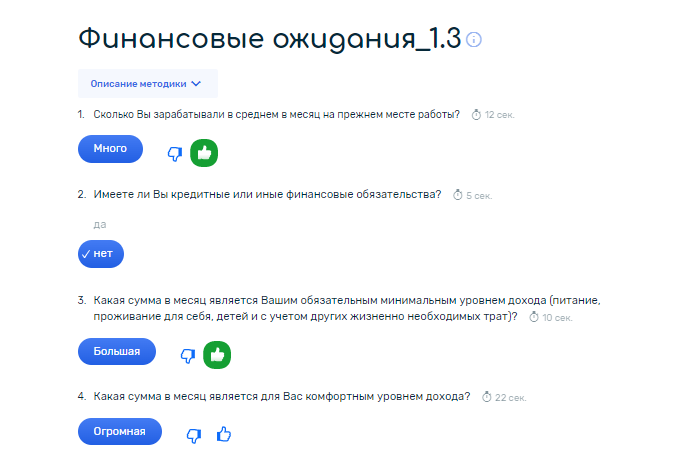 Финансовые ожидания_1.3
Описание методики
1. Сколько Вы зарабатывали в среднем в месяц на прежнем месте работы? 12 сек.
Много
2. Имеете ли Вы кредитные или иные финансовые обязательства? 5 сек.
да
нет
3. Какая сумма в месяц является Вашим обязательным минимальным уровнем дохода (питание,
проживание для себя, детей и с учетом других жизненно необходимых трат)? 10 сек.
Большая
4. Какая сумма в месяц является для Вас комфортным уровнем дохода? 22 сек.
Огромная